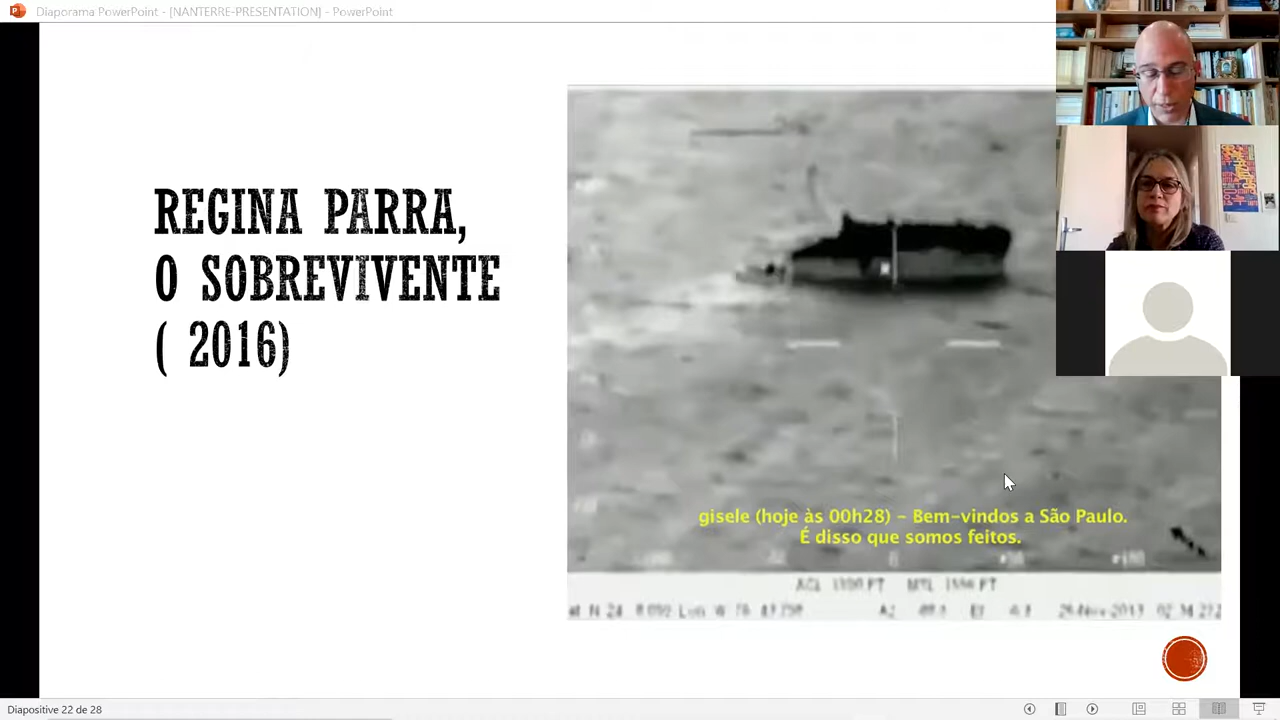 Diaporama PowerPoint - [NANTERRE-PRESENTATION] - PowerPoint
REGINA PARRA,
O SOBREVIVENTE
( 2016)
gisele (hoje às 00h28) - Bem-vindos a São Paulo.
É disso que somos feitos.
Diapositive 22 de 28